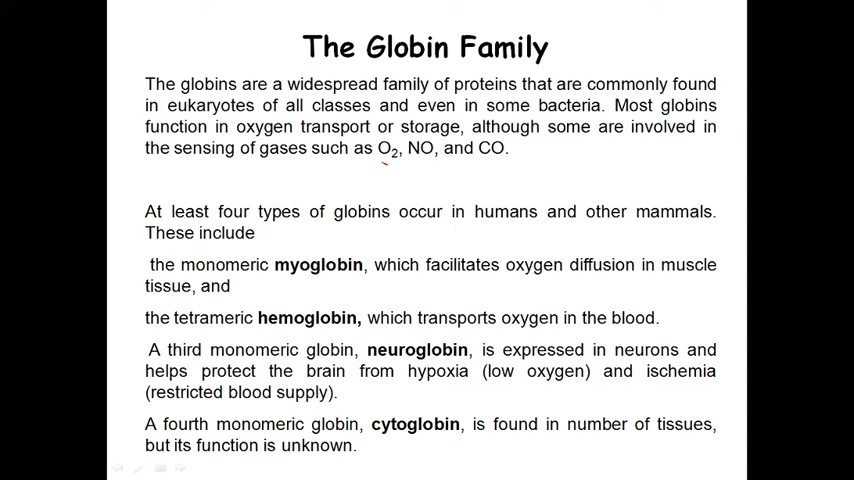 The Globin Family
The globins are a widespread family of proteins that are commonly found
in eukaryotes of all classes and even in some bacteria. Most globins
function in oxygen transport or storage, although some are involved in
the sensing of gases such as O₂, NO, and CO.
At least four types of globins occur in humans and other mammals.
These include
the monomeric myoglobin, which facilitates oxygen diffusion in muscle
tissue, and
the tetrameric hemoglobin, which transports oxygen in the blood.
A third monomeric globin, neuroglobin, is expressed in neurons and
helps protect the brain from hypoxia (low oxygen) and ischemia
(restricted blood supply).
A fourth monomeric globin, cytoglobin, is found in number of tissues,
but its function is unknown.